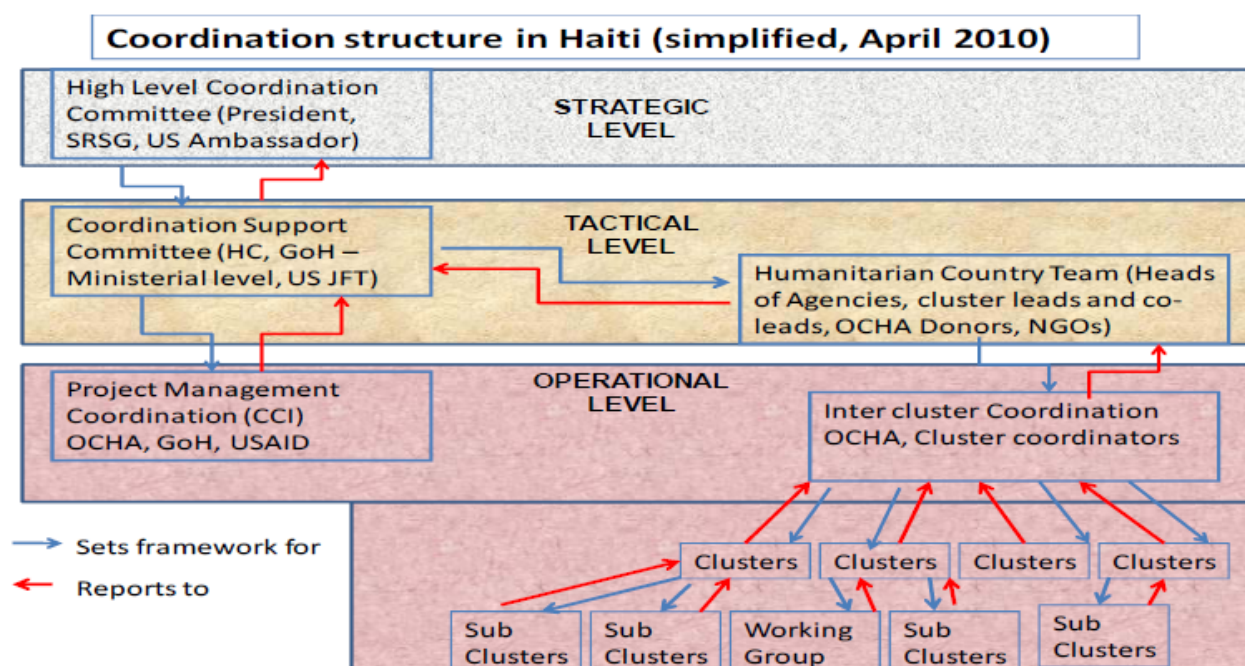 Coordination structure in Haiti (simplified, April 2010)
High Level Coordination
Committee (President,
SRSG, US Ambassador)
STRATEGIC
LEVEL
Coordination Support
Committee (HC, GoH –
Ministerial level, US JFT)
TACTICAL
LEVEL
Humanitarian Country Team (Heads
of Agencies, cluster leads and co-
leads, OCHA Donors, NGOs)
Project Management
Coordination (CCI)
OCHA, GoH, USAID
OPERATIONAL
LEVEL
Inter cluster Coordination
OCHA, Cluster coordinators
Sets framework for
Reports to
Clusters
Clusters
Clusters
Clusters
Sub
Clusters
Sub
Clusters
Working
Group
Sub
Clusters
Sub
Clusters